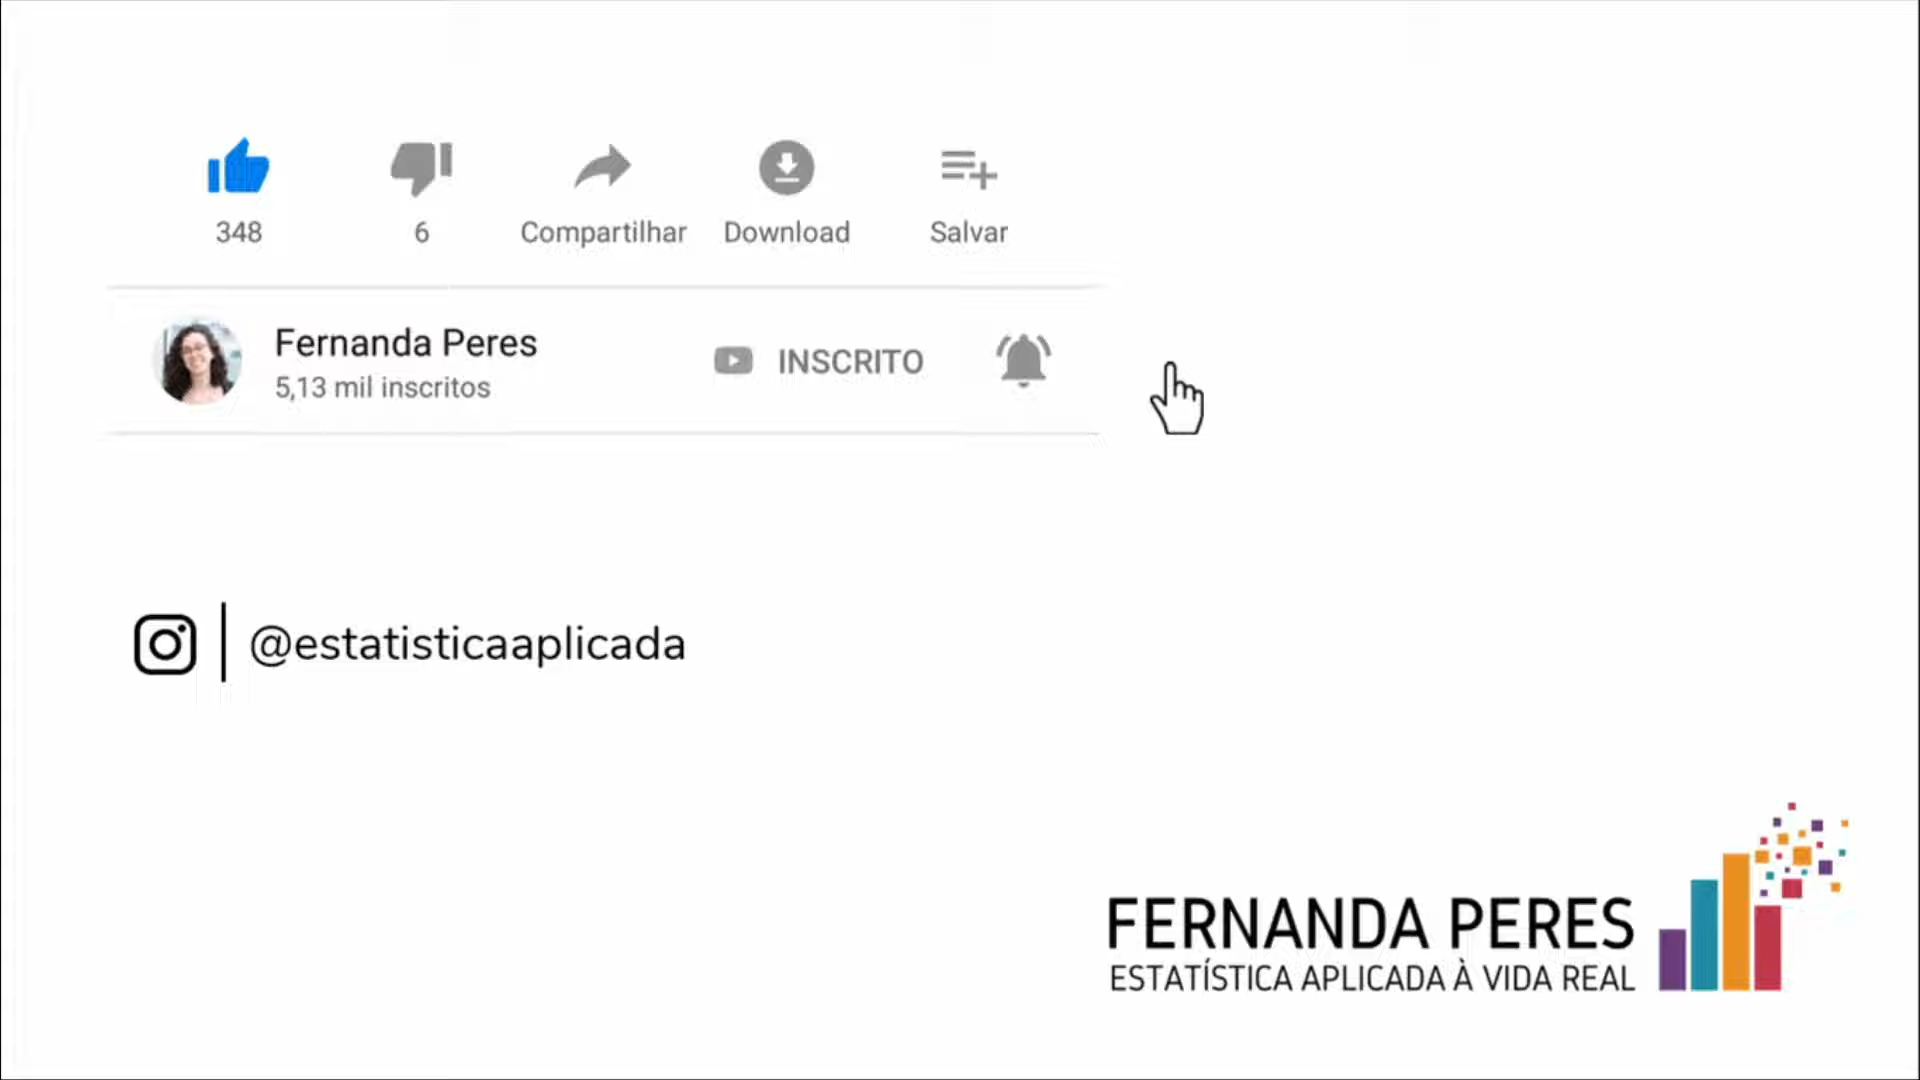 348 6 Compartilhar Download Salvar
Fernanda Peres
5,13 mil inscritos
INSCRITO
@estatisticaaplicada
FERNANDA PERES
ESTATÍSTICA APLICADA À VIDA REAL